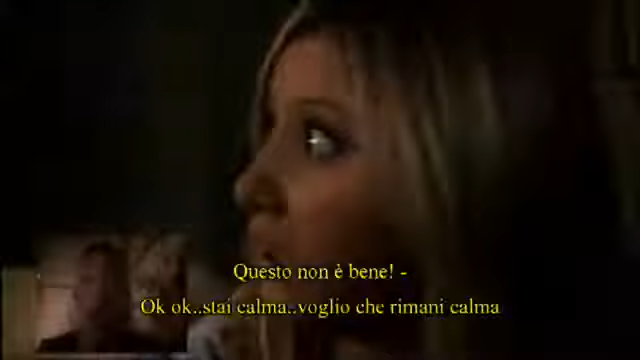 Questo non è bene! -
Ok ok..stai calma..voglio che rimani calma